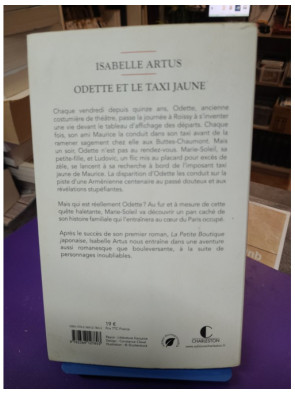 ISABELLE ARTUS
ODETTE ET LE TAXI JAUNE
Chaque vendredi depuis quinze ans, Odette, ancienne
costumière de théâtre, passe la journée à Roissy à s'inventer
une vie devant le tableau d'affichage des départs. Chaque
fois, son ami Maurice la conduit dans son taxi avant de la
ramener sagement chez elle aux Buttes-Chaumont. Mais
un soir, Odette n'est pas au rendez-vous. Marie-Soleil, sa
petite-fille, et Ludovic, un flic mis au placard pour excès de
zèle, se lancent à sa recherche à bord de l'imposant taxi
jaune de Maurice. La disparition d'Odette les conduit sur la
piste d'une Arménienne centenaire au passé douloureux et aux
révélations stupéfiantes.
Mais qui est réellement Odette ? Au fur et à mesure de cette
quête haletante, Marie-Soleil se découvre un pan caché de
son histoire familiale qui l'entraînera au cœur du Paris occupé.
Après le succès de son premier roman, La Petite Boutique
japonaise, Isabelle Artus nous entraîne dans une aventure
aussi romanesque que bouleversante, à la suite de
personnages inoubliables.
19 €
CHARLESTON